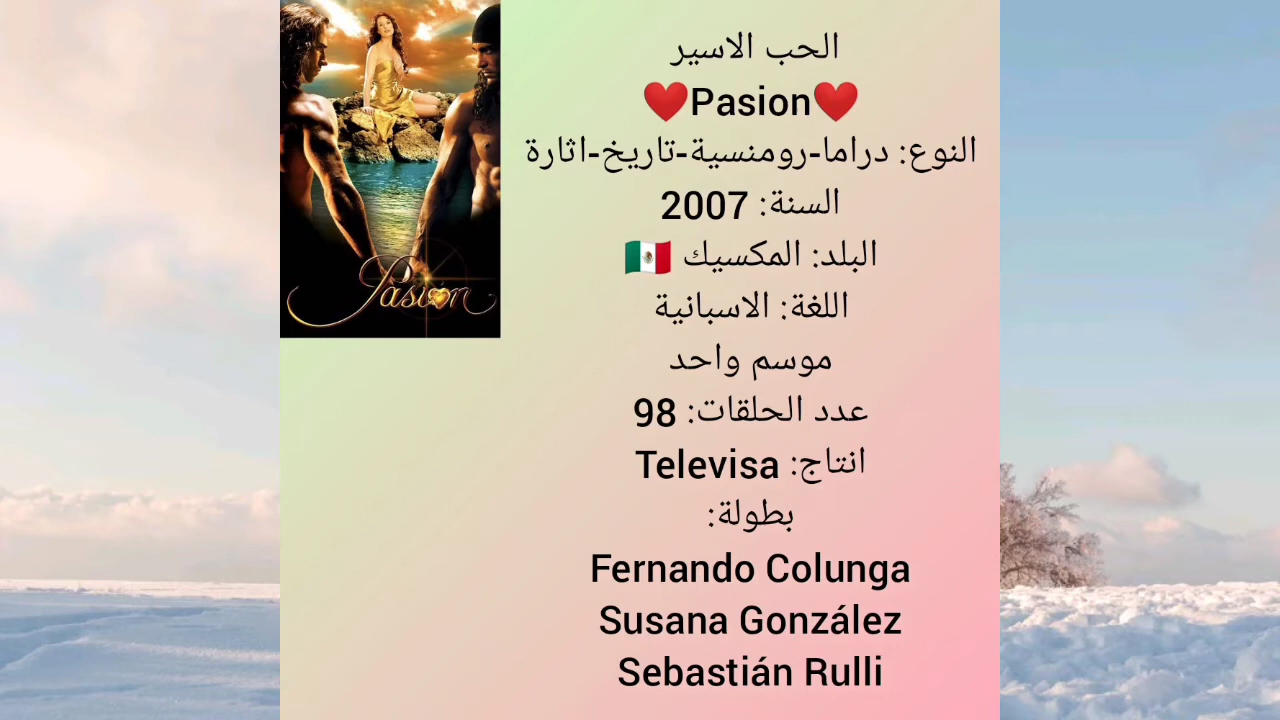 Pasion
الحب الاسير
❤️Pasion❤️
النوع: دراما-رومنسية-تاريخ-اثارة
السنة: 2007
البلد: المكسيك 🇲🇽
اللغة: الاسبانية
موسم واحد
عدد الحلقات: 98
انتاج: Televisa
بطولة:
Fernando Colunga
Susana González
Sebastián Rulli